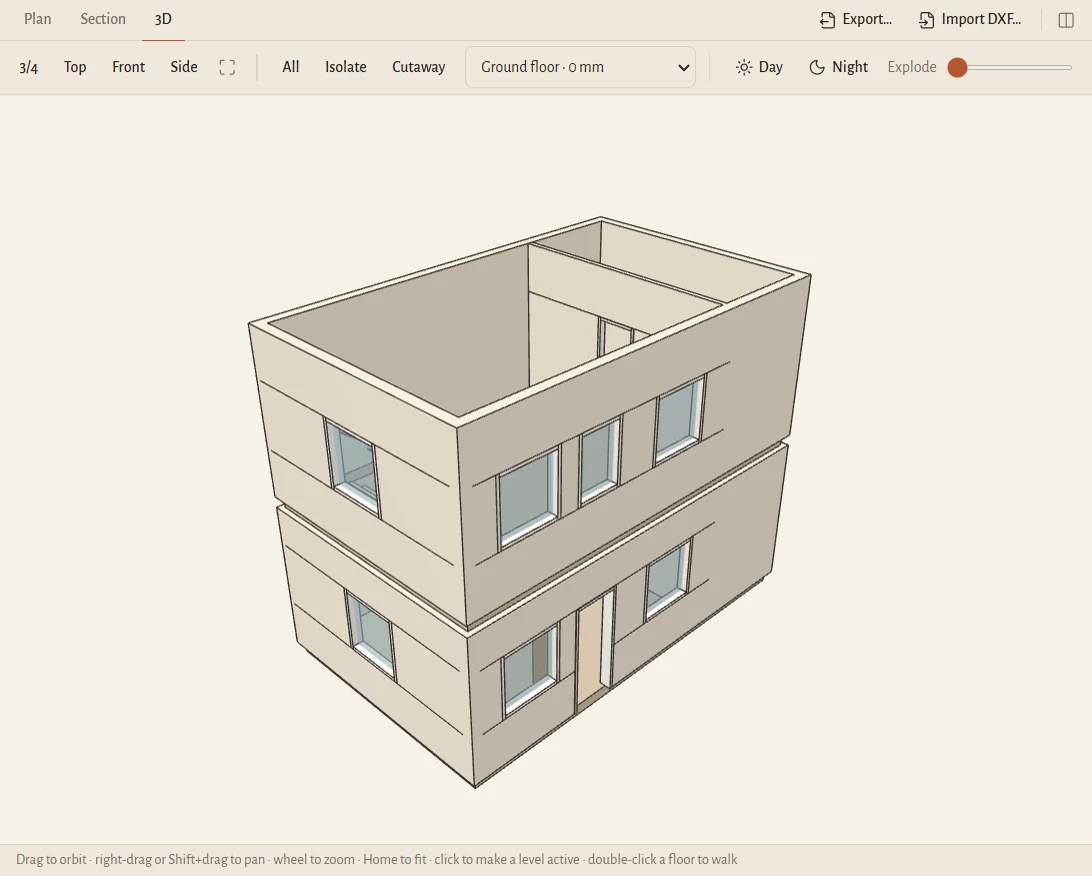 Plan Section 3D Export... Import DXF...
3/4 Top Front Side All Isolate Cutaway Ground floor · 0 mm Day Night Explode
Drag to orbit · right-drag or Shift+drag to pan · wheel to zoom · Home to fit · click to make a level active · double-click a floor to walk